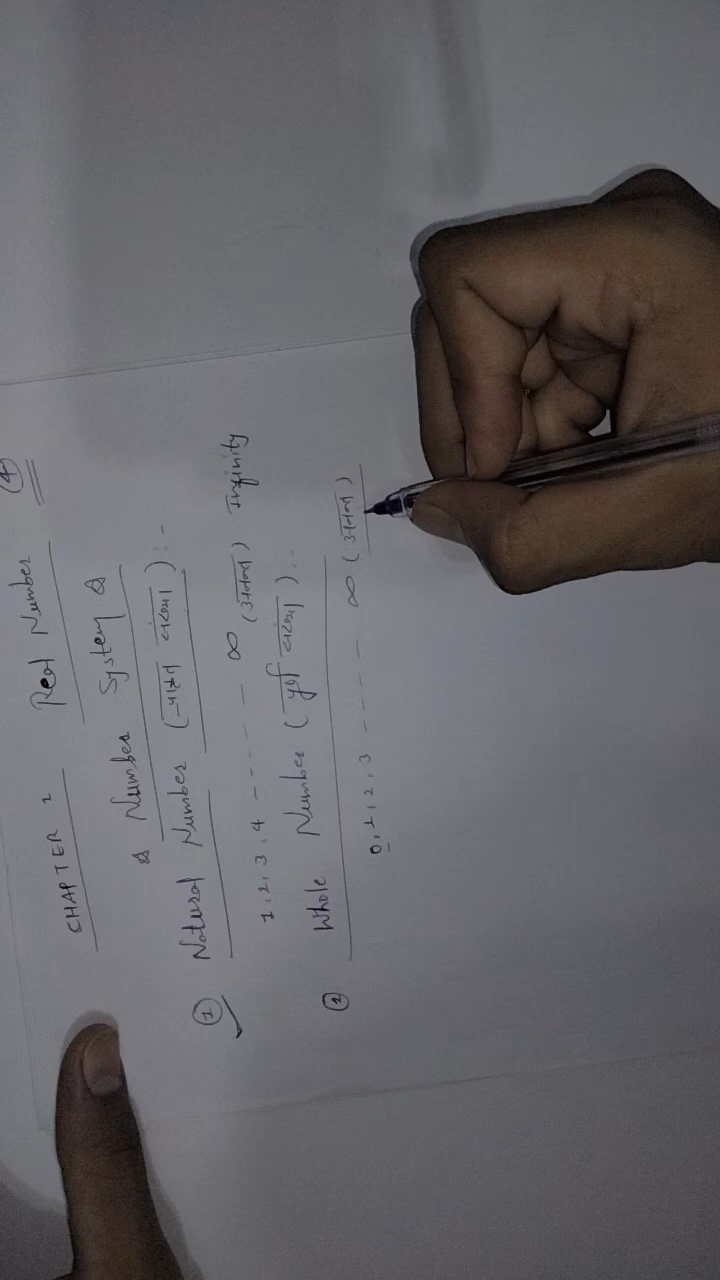 CHAPTER 1 Real Number (4)
Number System
① Natural Number (प्राकृत संख्या) :-
1, 2, 3, 4 ------ ∞ (अनन्त) Infinity
② Whole Number (पूर्ण संख्या) :
0, 1, 2, 3 ----- ∞ (अनन्त)